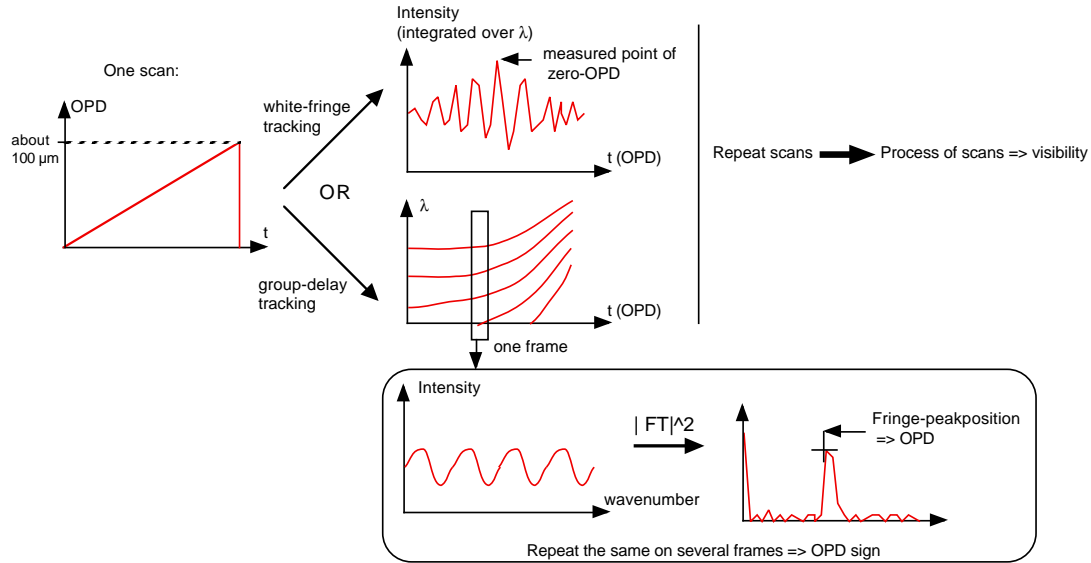 One scan:
OPD
about
100 µm
t
white-fringe
tracking
OR
group-delay
tracking
Intensity
(integrated over λ)
measured point of
zero-OPD
t (OPD)
λ
t (OPD)
one frame
Repeat scans
Process of scans => visibility
Intensity
wavenumber
| FT|^2
Fringe-peakposition
=> OPD
Repeat the same on several frames => OPD sign